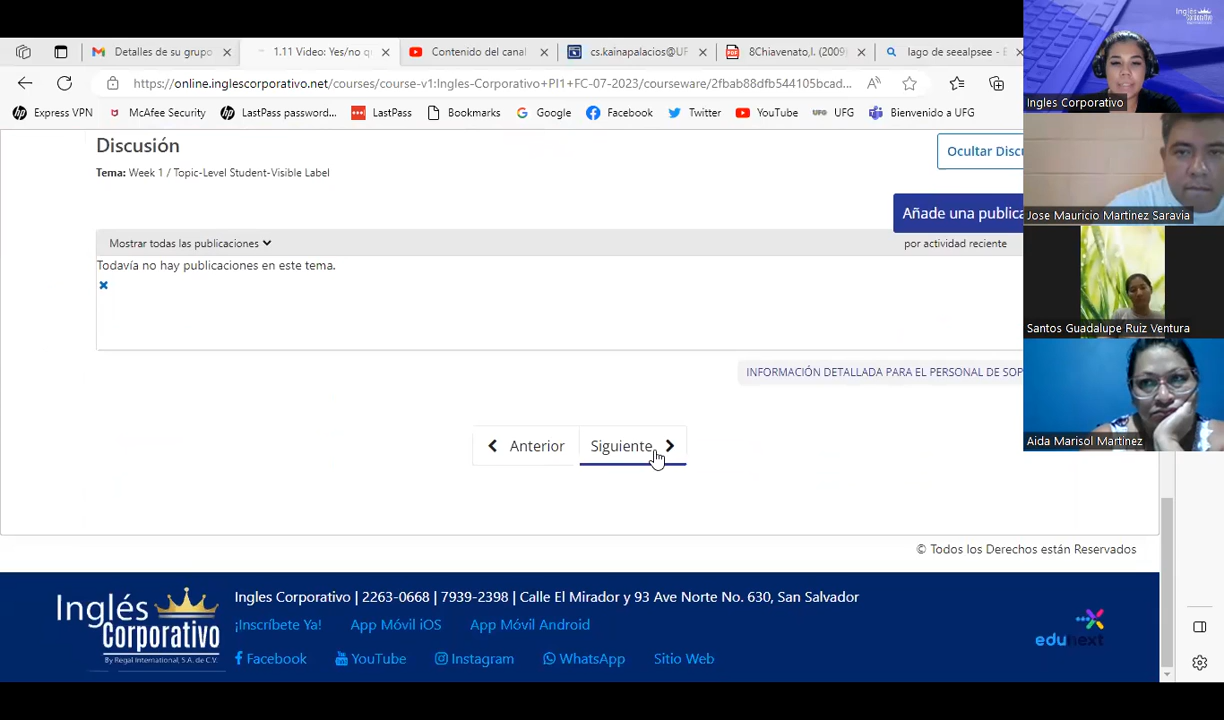 Detalles de su grupo
1.11 Video: Yes/no q
Contenido del canal
cs.kainapalacios@UF
8Chiavenato,I. (2009)
lago de seealpsee - E
https://online.inglescorporativo.net/courses/course-v1:Ingles-Corporativo+PI1+FC-07-2023/courseware/2fbab88dfb544105bcad...
Express VPN
McAfee Security
LastPass password...
LastPass
Bookmarks
Google
Facebook
Twitter
YouTube
UFG
Bienvenido a UFG
Discusión
Ocultar Discu
Tema: Week 1 / Topic-Level Student-Visible Label
Añade una publica
Mostrar todas las publicaciones
por actividad reciente
Todavía no hay publicaciones en este tema.
INFORMACIÓN DETALLADA PARA EL PERSONAL DE SOP
Anterior
Siguiente
© Todos los Derechos están Reservados
Inglés Corporativo
By Regal International, S.A. de C.V.
Ingles Corporativo | 2263-0668 | 7939-2398 | Calle El Mirador y 93 Ave Norte No. 630, San Salvador
¡Inscríbete Ya!
App Móvil iOS
App Móvil Android
Facebook
YouTube
Instagram
WhatsApp
Sitio Web
edunext
Inglés Corporativo
Ingles Corporativo
Jose Mauricio Martinez Saravia
Santos Guadalupe Ruiz Ventura
Aida Marisol Martinez